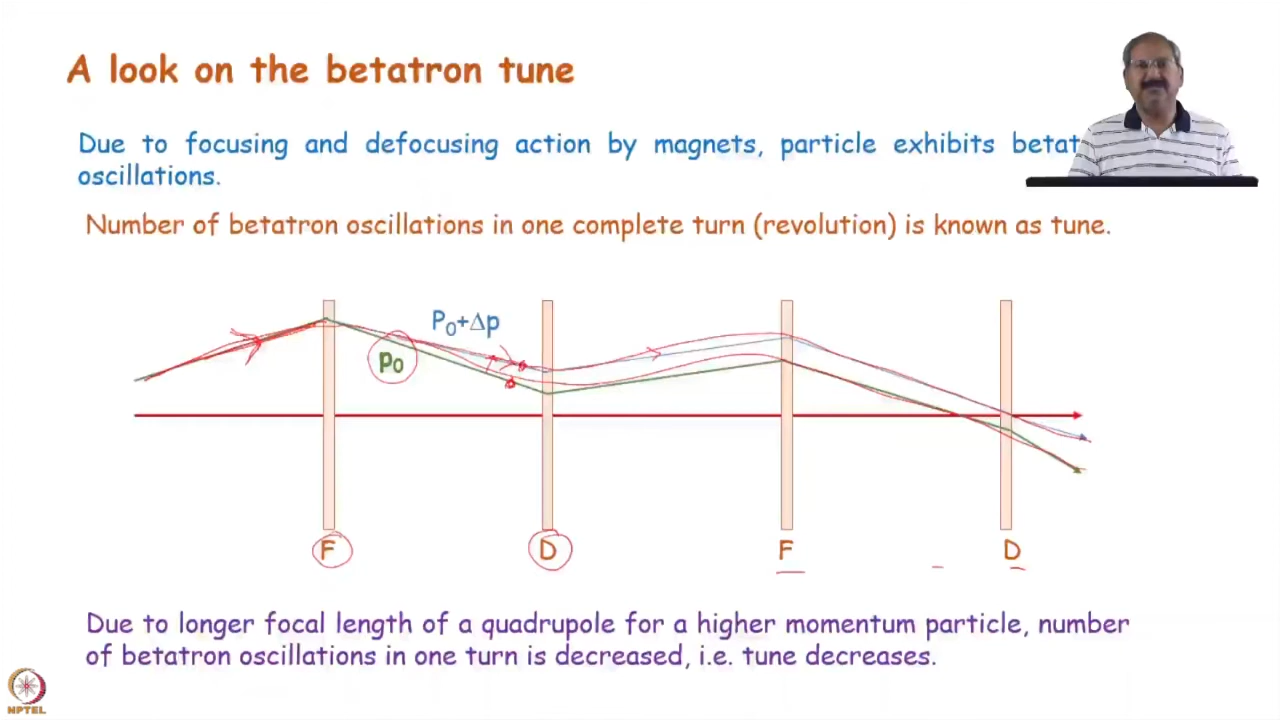 A look on the betatron tune
Due to focusing and defocusing action by magnets, particle exhibits betat
oscillations.
Number of betatron oscillations in one complete turn (revolution) is known as tune.
P₀+Δp
p₀
F D F D
Due to longer focal length of a quadrupole for a higher momentum particle, number
of betatron oscillations in one turn is decreased, i.e. tune decreases.
NPTEL